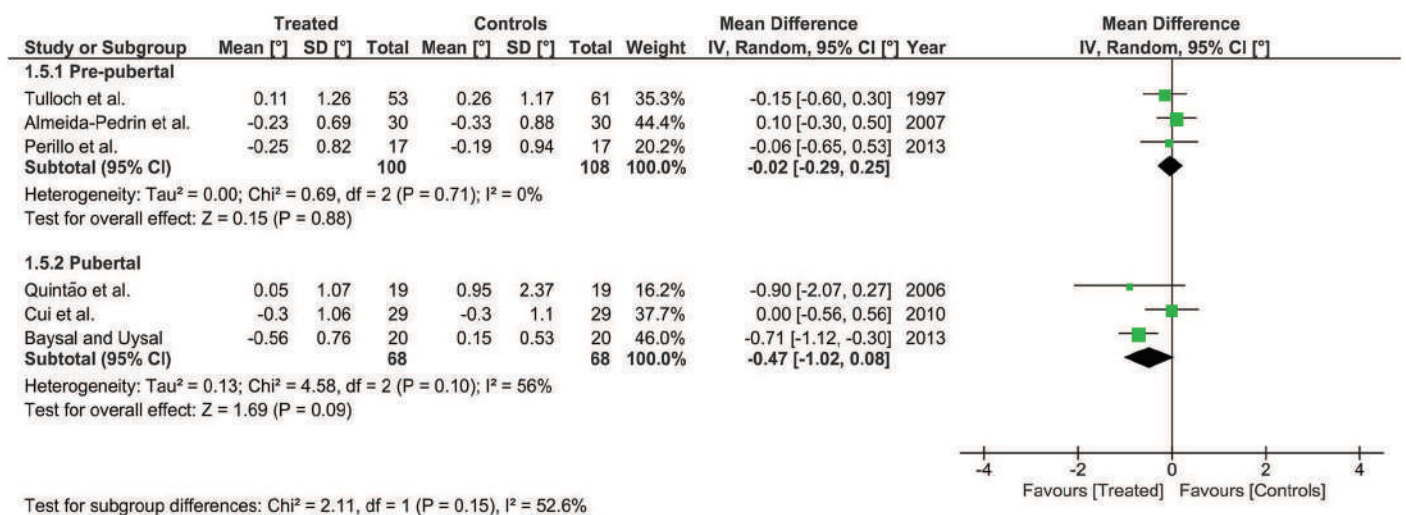 Treated Controls Mean Difference Mean Difference
Study or Subgroup Mean [°] SD [°] Total Mean [°] SD [°] Total Weight IV, Random, 95% CI [°] Year IV, Random, 95% CI [°]
1.5.1 Pre-pubertal
Tulloch et al. 0.11 1.26 53 0.26 1.17 61 35.3% -0.15 [-0.60, 0.30] 1997
Almeida-Pedrin et al. -0.23 0.69 30 -0.33 0.88 30 44.4% 0.10 [-0.30, 0.50] 2007
Perillo et al. -0.25 0.82 17 -0.19 0.94 17 20.2% -0.06 [-0.65, 0.53] 2013
Subtotal (95% CI) 100 108 100.0% -0.02 [-0.29, 0.25]
Heterogeneity: Tau² = 0.00; Chi² = 0.69, df = 2 (P = 0.71); I² = 0%
Test for overall effect: Z = 0.15 (P = 0.88)
1.5.2 Pubertal
Quintão et al. 0.05 1.07 19 0.95 2.37 19 16.2% -0.90 [-2.07, 0.27] 2006
Cui et al. -0.3 1.06 29 -0.3 1.1 29 37.7% 0.00 [-0.56, 0.56] 2010
Baysal and Uysal -0.56 0.76 20 0.15 0.53 20 46.0% -0.71 [-1.12, -0.30] 2013
Subtotal (95% CI) 68 68 100.0% -0.47 [-1.02, 0.08]
Heterogeneity: Tau² = 0.13; Chi² = 4.58, df = 2 (P = 0.10); I² = 56%
Test for overall effect: Z = 1.69 (P = 0.09)
-4 -2 0 2 4
Favours [Treated] Favours [Controls]
Test for subgroup differences: Chi² = 2.11, df = 1 (P = 0.15), I² = 52.6%